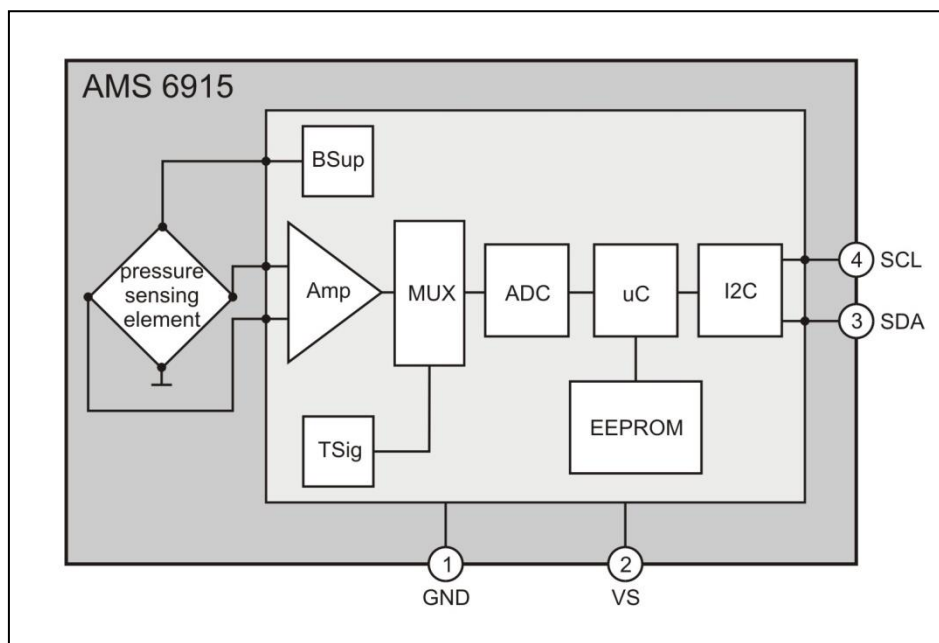 AMS 6915
BSup
pressure
sensing
element
Amp
MUX
ADC
uC
I2C
4 SCL
3 SDA
TSig
EEPROM
1
GND
2
VS